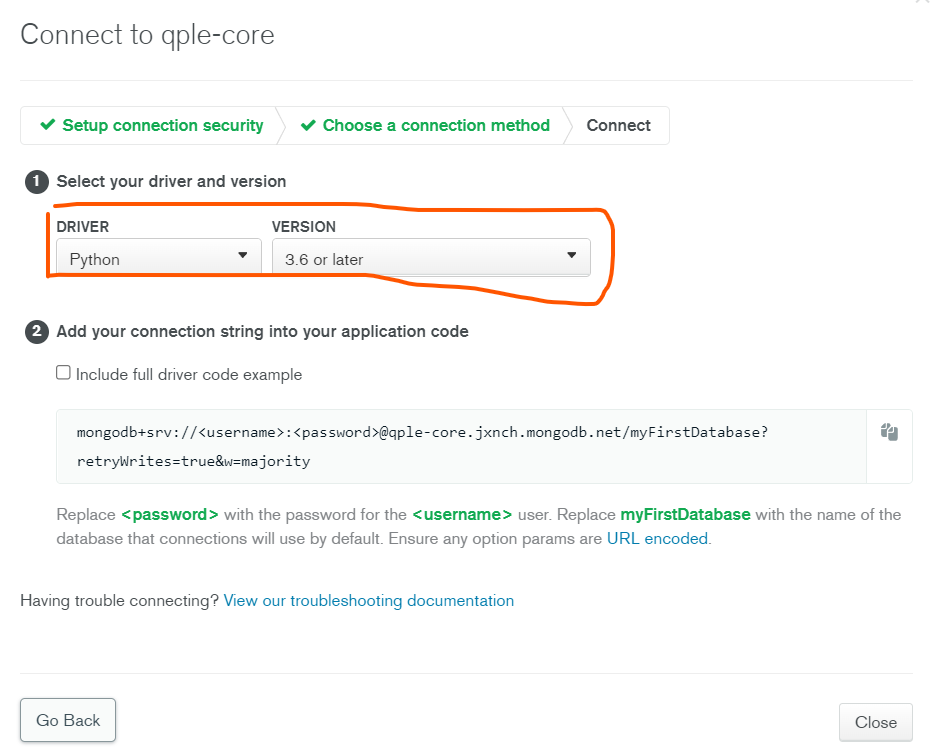 Connect to qple-core
Setup connection security
Choose a connection method
Connect
1 Select your driver and version
DRIVER VERSION
Python 3.6 or later
2 Add your connection string into your application code
Include full driver code example
mongodb+srv://<username>:<password>@qple-core.jxnch.mongodb.net/myFirstDatabase?
retryWrites=true&w=majority
Replace <password> with the password for the <username> user. Replace myFirstDatabase with the name of the
database that connections will use by default. Ensure any option params are URL encoded.
Having trouble connecting? View our troubleshooting documentation
Go Back
Close